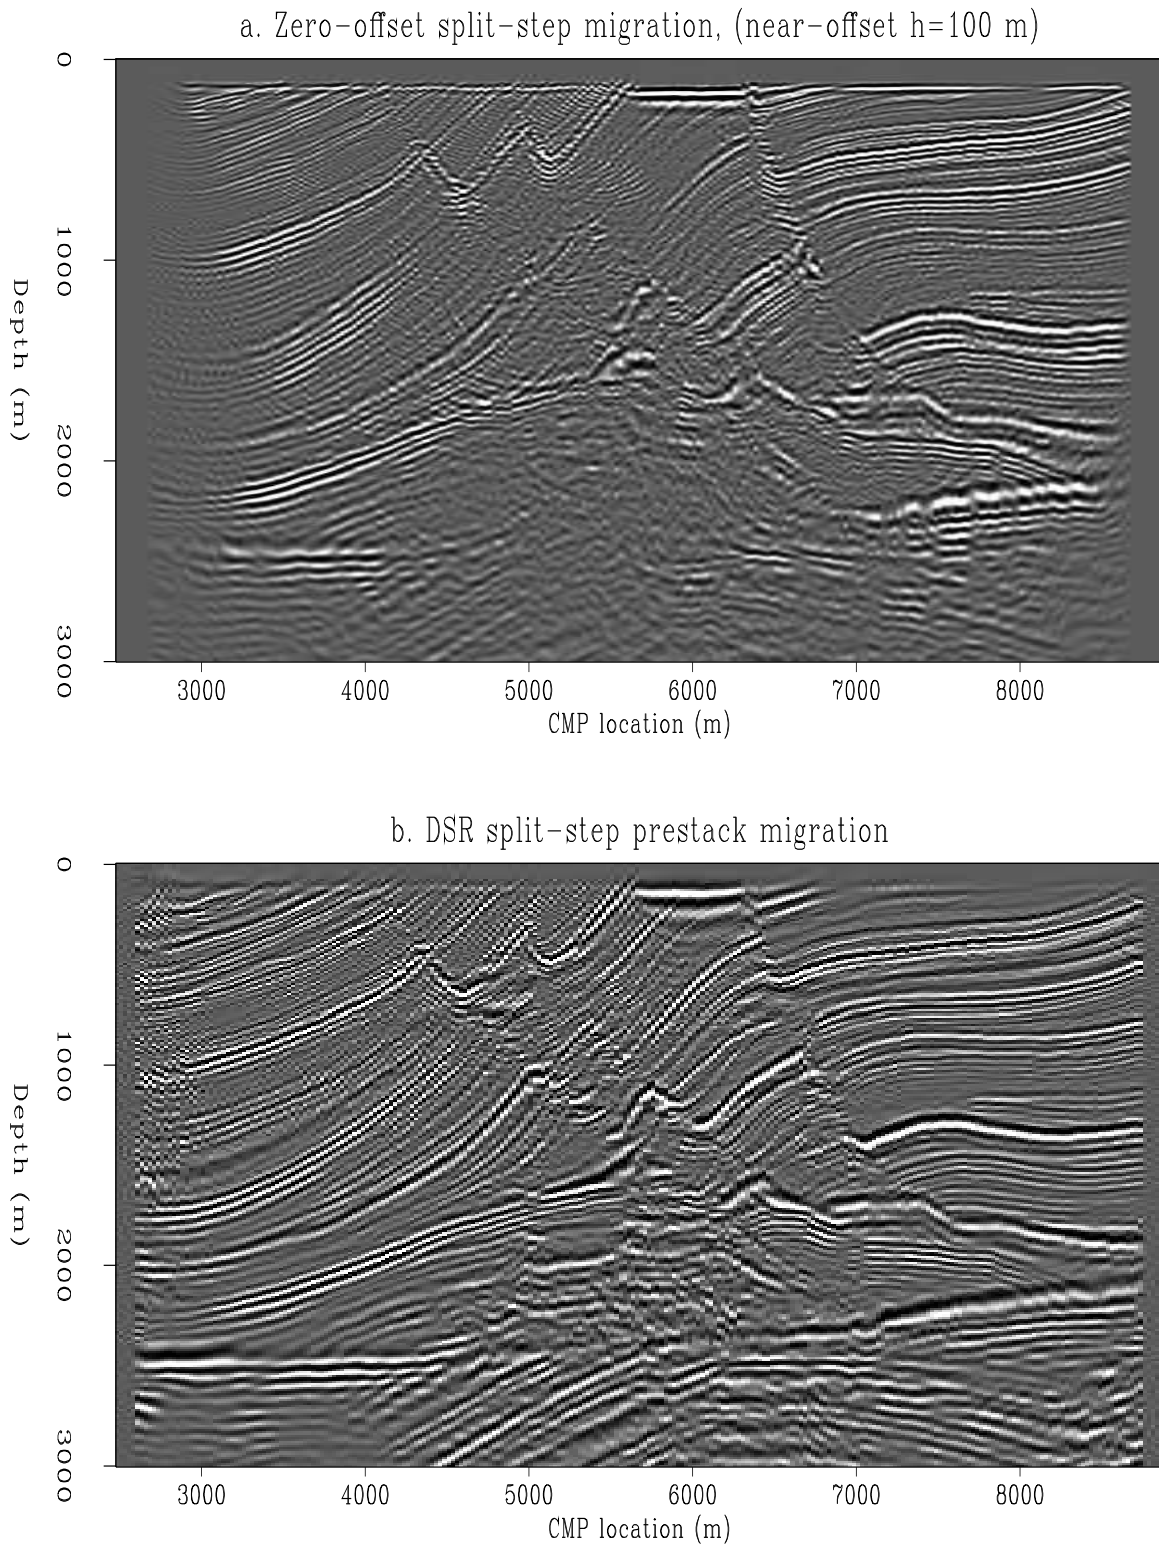 a. Zero-offset split-step migration, (near-offset h=100 m)
0
1000
2000
3000
Depth (m)
3000 4000 5000 6000 7000 8000
CMP location (m)
b. DSR split-step prestack migration
0
1000
2000
3000
Depth (m)
3000 4000 5000 6000 7000 8000
CMP location (m)